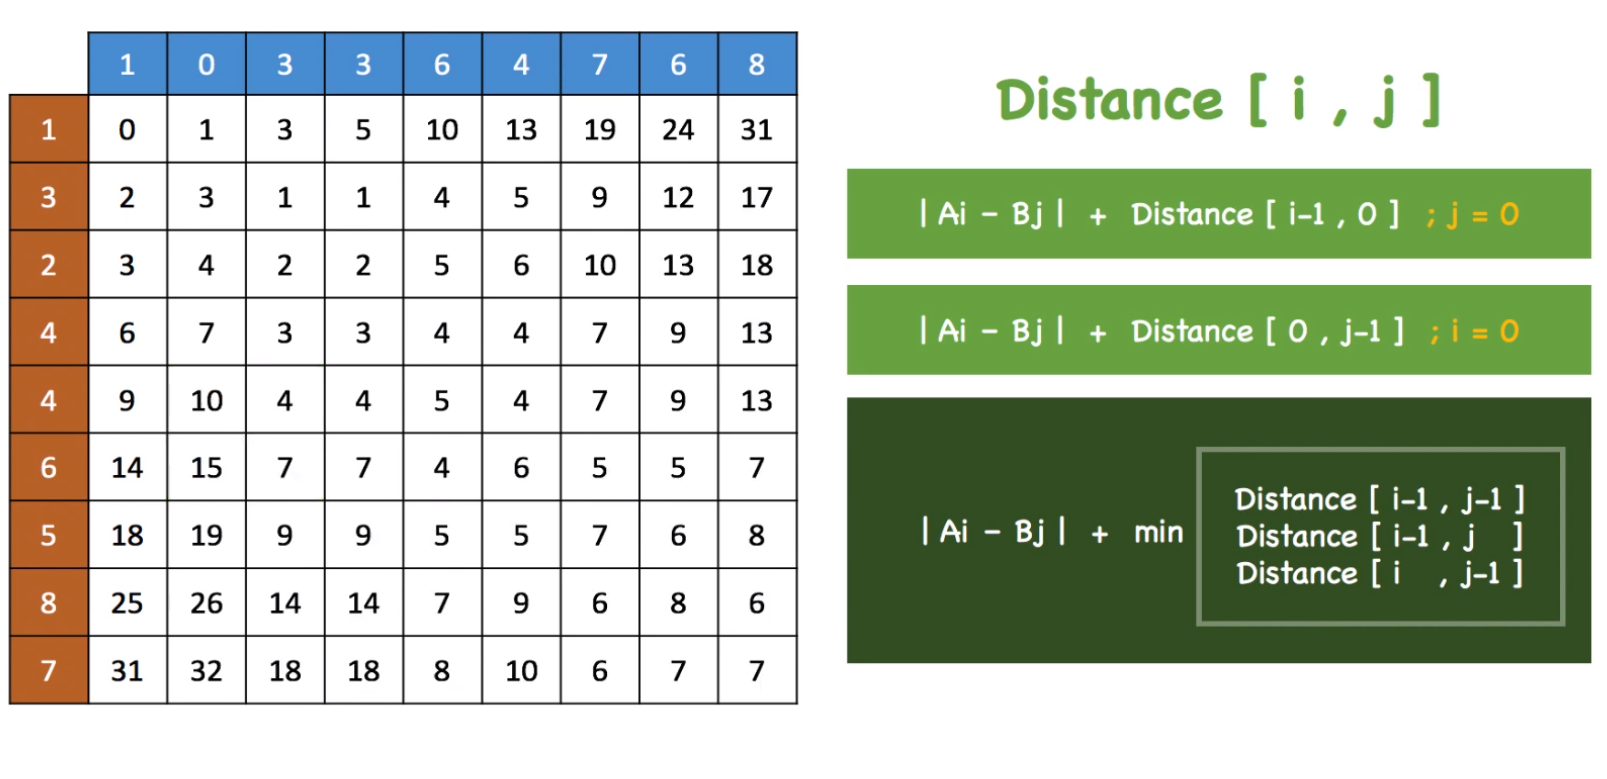 1 0 3 3 6 4 7 6 8
1 0 1 3 5 10 13 19 24 31
3 2 3 1 1 4 5 9 12 17
2 3 4 2 2 5 6 10 13 18
4 6 7 3 3 4 4 7 9 13
4 9 10 4 4 5 4 7 9 13
6 14 15 7 7 4 6 5 5 7
5 18 19 9 9 5 5 7 6 8
8 25 26 14 14 7 9 6 8 6
7 31 32 18 18 8 10 6 7 7
Distance [ i , j ]
| Ai - Bj | + Distance [ i-1 , 0 ] ; j = 0
| Ai - Bj | + Distance [ 0 , j-1 ] ; i = 0
| Ai - Bj | + min
Distance [ i-1 , j-1 ]
Distance [ i-1 , j ]
Distance [ i , j-1 ]